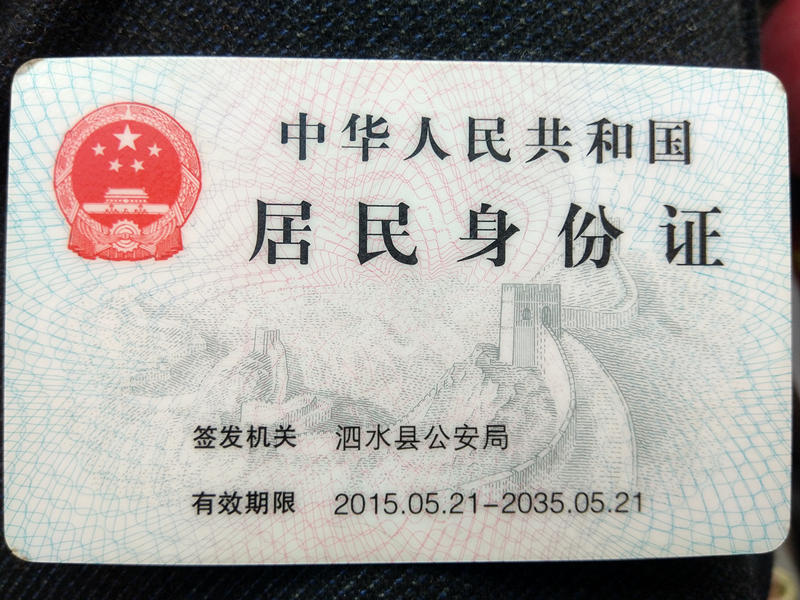 中华人民共和国
居民身份证
签发机关 泗水县公安局
有效期限 2015.05.21-2035.05.21